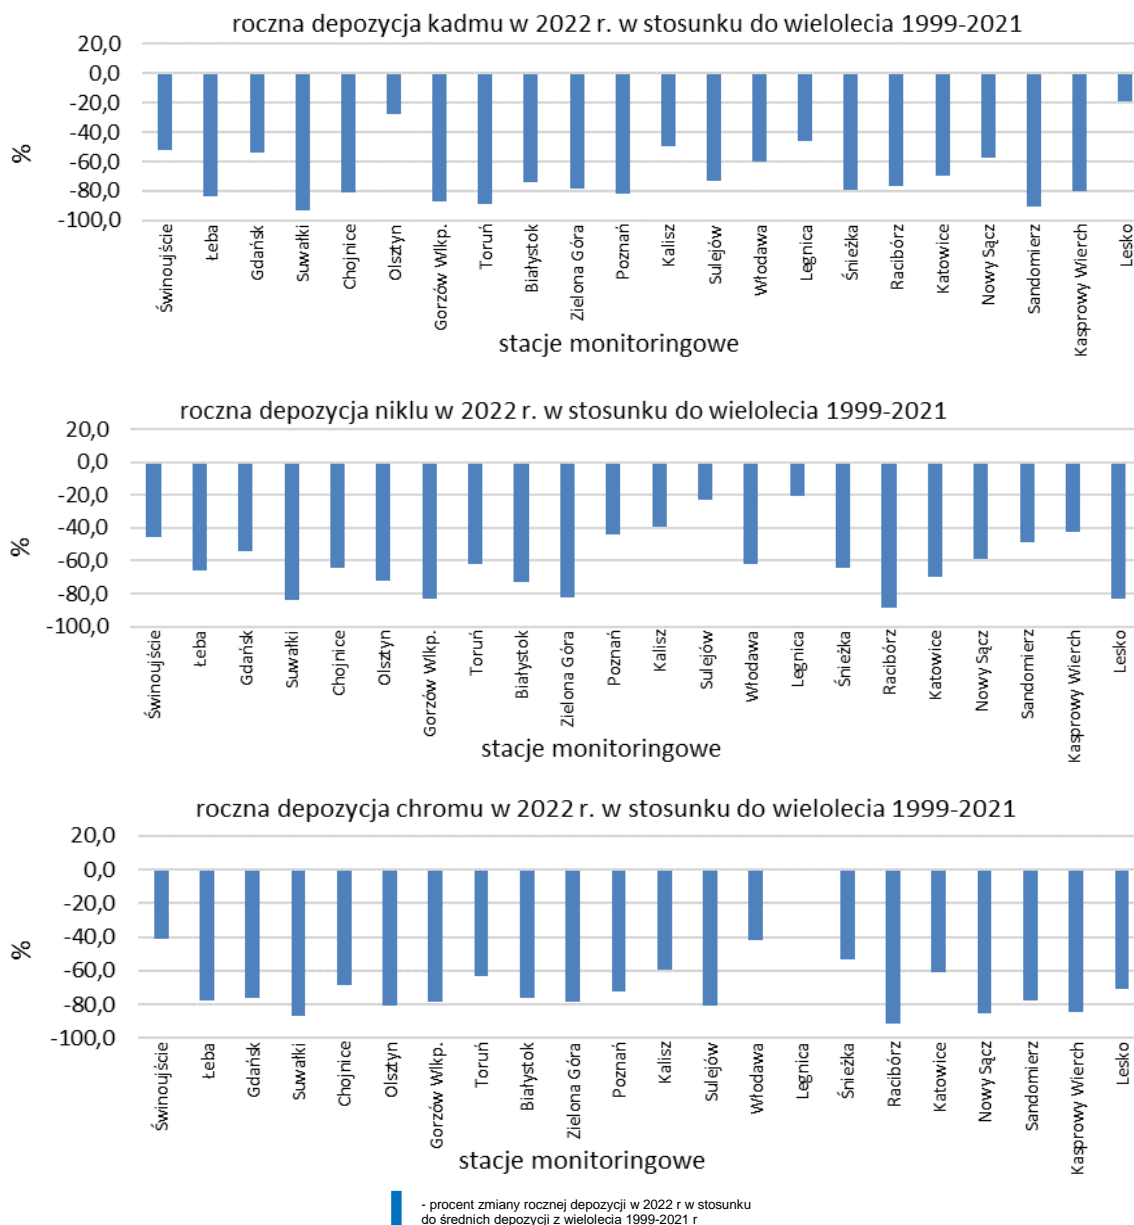 roczna depozycja kadmu w 2022 r. w stosunku do wielolecia 1999-2021
20,0
0,0
-20,0
-40,0
-60,0
-80,0
-100,0
%
Świnoujście
Łeba
Gdańsk
Suwałki
Chojnice
Olsztyn
Gorzów Wlkp.
Toruń
Białystok
Zielona Góra
Poznań
Kalisz
Sulejów
Włodawa
Legnica
Śnieżka
Racibórz
Katowice
Nowy Sącz
Sandomierz
Kasprowy Wierch
Lesko
stacje monitoringowe
roczna depozycja niklu w 2022 r. w stosunku do wielolecia 1999-2021
20,0
0,0
-20,0
-40,0
-60,0
-80,0
-100,0
%
Świnoujście
Łeba
Gdańsk
Suwałki
Chojnice
Olsztyn
Gorzów Wlkp.
Toruń
Białystok
Zielona Góra
Poznań
Kalisz
Sulejów
Włodawa
Legnica
Śnieżka
Racibórz
Katowice
Nowy Sącz
Sandomierz
Kasprowy Wierch
Lesko
stacje monitoringowe
roczna depozycja chromu w 2022 r. w stosunku do wielolecia 1999-2021
20,0
0,0
-20,0
-40,0
-60,0
-80,0
-100,0
%
Świnoujście
Łeba
Gdańsk
Suwałki
Chojnice
Olsztyn
Gorzów Wlkp.
Toruń
Białystok
Zielona Góra
Poznań
Kalisz
Sulejów
Włodawa
Legnica
Śnieżka
Racibórz
Katowice
Nowy Sącz
Sandomierz
Kasprowy Wierch
Lesko
stacje monitoringowe
- procent zmiany rocznej depozycji w 2022 r w stosunku
do średnich depozycji z wielolecia 1999-2021 r